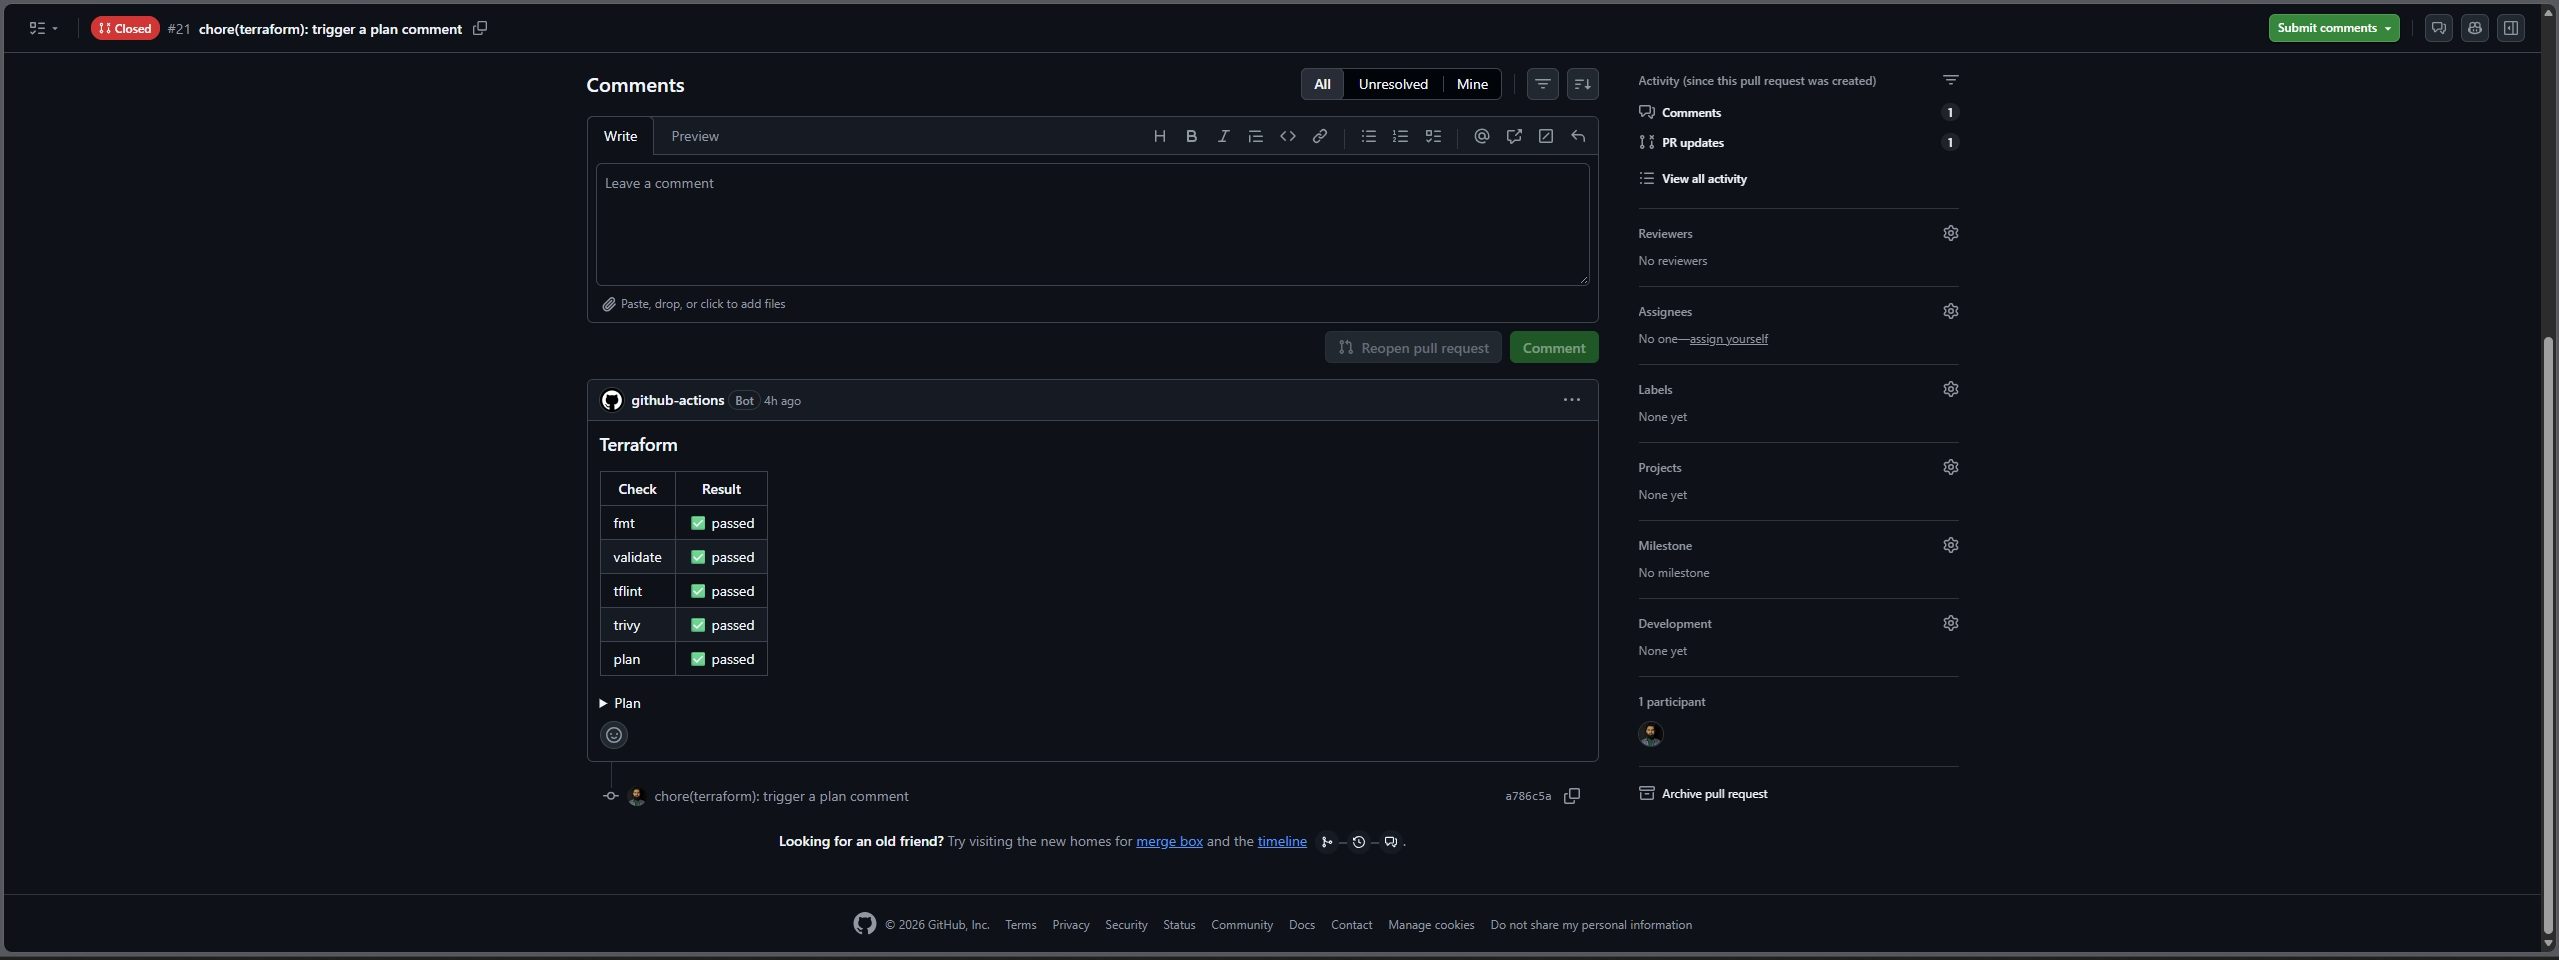 Closed #21 chore(terraform): trigger a plan comment
Submit comments
Comments
All Unresolved Mine
Write Preview
Leave a comment
Paste, drop, or click to add files
Reopen pull request Comment
github-actions Bot 4h ago
Terraform
Check Result
fmt ✅ passed
validate ✅ passed
tflint ✅ passed
trivy ✅ passed
plan ✅ passed
Plan
chore(terraform): trigger a plan comment a786c5a
Looking for an old friend? Try visiting the new homes for merge box and the timeline – – .
Activity (since this pull request was created)
Comments 1
PR updates 1
View all activity
Reviewers
No reviewers
Assignees
No one—assign yourself
Labels
None yet
Projects
None yet
Milestone
No milestone
Development
None yet
1 participant
Archive pull request
© 2026 GitHub, Inc. Terms Privacy Security Status Community Docs Contact Manage cookies Do not share my personal information